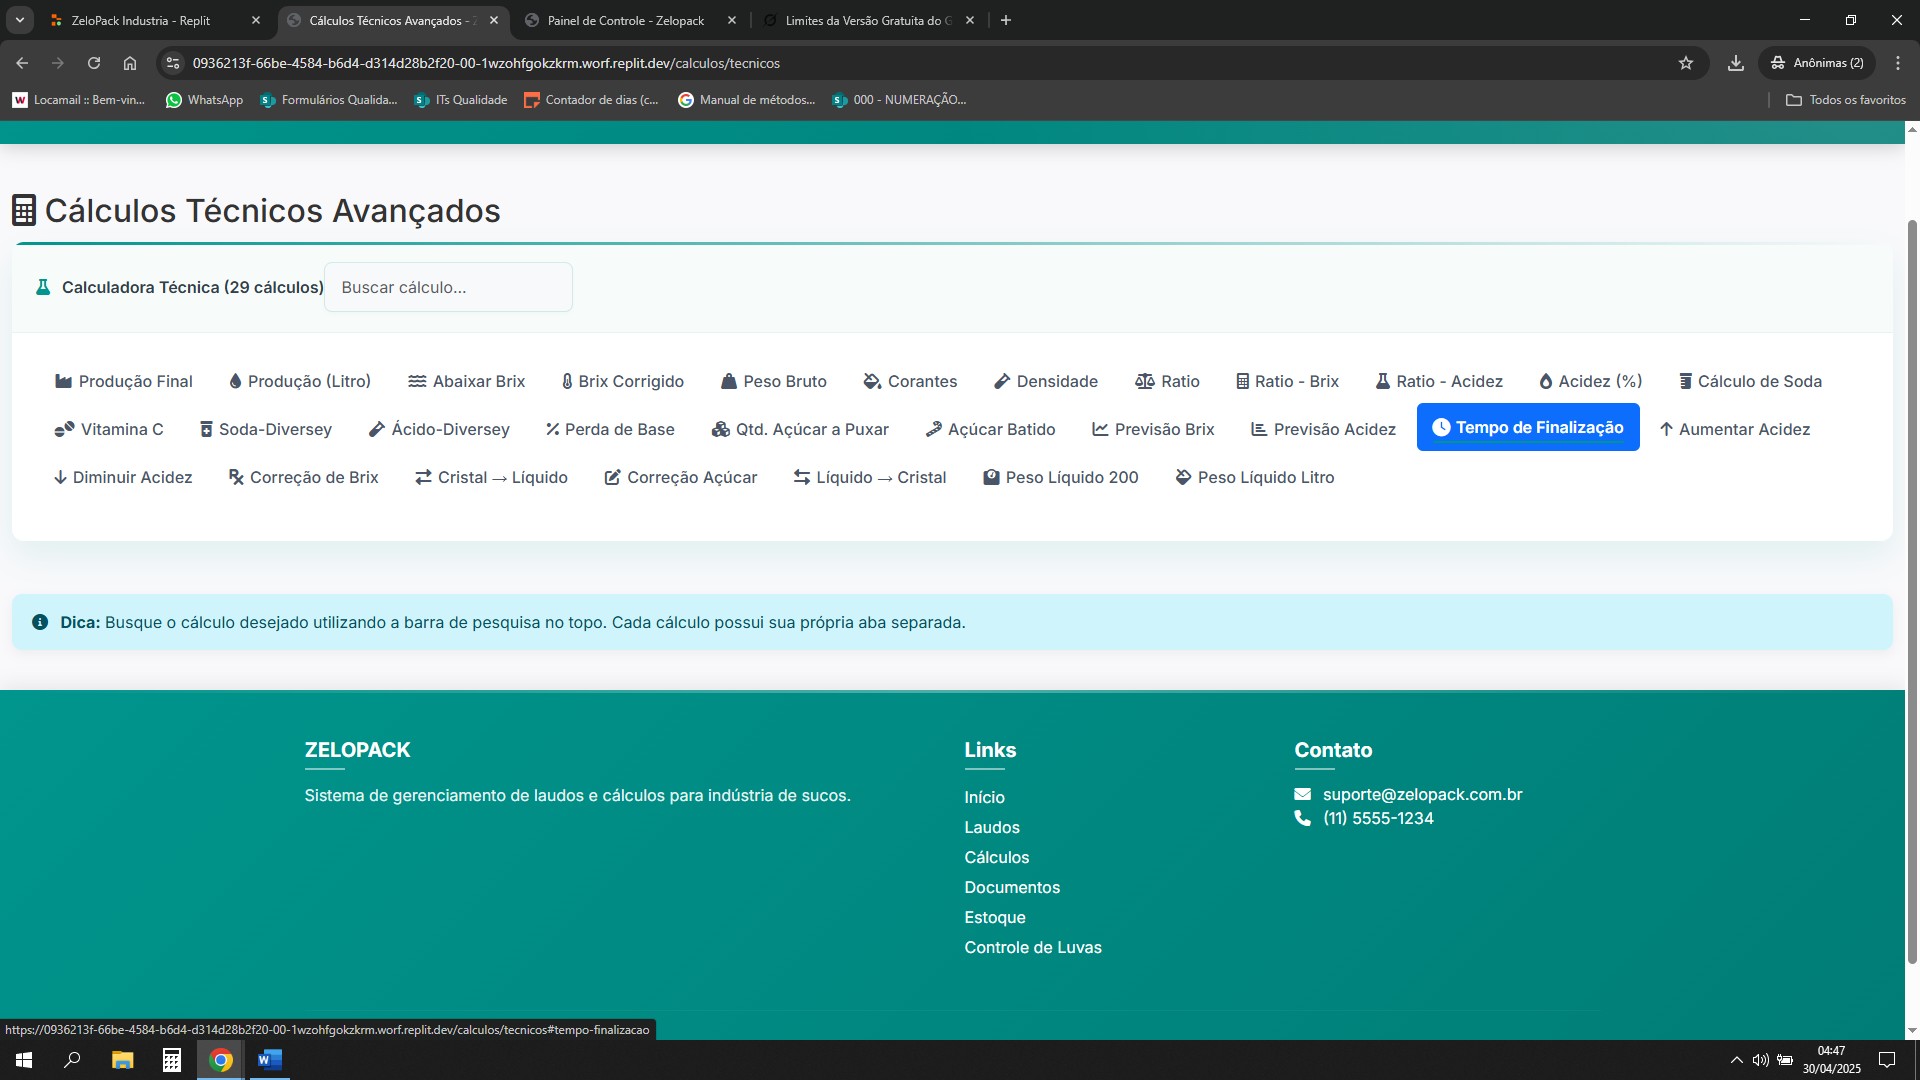 ZeloPack Industria - Replit
Cálculos Técnicos Avançados -
Painel de Controle - Zelopack
Limites da Versão Gratuita do G
0936213f-66be-4584-b6d4-d314d28b2f20-00-1wzohfgokzkrm.worf.replit.dev/calculos/tecnicos
Anônimas (2)
Locamail :: Bem-vin...
WhatsApp
Formulários Qualida...
ITs Qualidade
Contador de dias (c...
Manual de métodos...
000 - NUMERAÇÃO...
Todos os favoritos
Cálculos Técnicos Avançados
Calculadora Técnica (29 cálculos)
Buscar cálculo...
Produção Final
Produção (Litro)
Abaixar Brix
Brix Corrigido
Peso Bruto
Corantes
Densidade
Ratio
Ratio - Brix
Ratio - Acidez
Acidez (%)
Cálculo de Soda
Vitamina C
Soda-Diversey
Ácido-Diversey
Perda de Base
Qtd. Açúcar a Puxar
Açúcar Batido
Previsão Brix
Previsão Acidez
Tempo de Finalização
Aumentar Acidez
Diminuir Acidez
Correção de Brix
Cristal → Líquido
Correção Açúcar
Líquido → Cristal
Peso Líquido 200
Peso Líquido Litro
Dica: Busque o cálculo desejado utilizando a barra de pesquisa no topo. Cada cálculo possui sua própria aba separada.
ZELOPACK
Sistema de gerenciamento de laudos e cálculos para indústria de sucos.
Links
Início
Laudos
Cálculos
Documentos
Estoque
Controle de Luvas
Contato
suporte@zelopack.com.br
(11) 5555-1234
https://0936213f-66be-4584-b6d4-d314d28b2f20-00-1wzohfgokzkrm.worf.replit.dev/calculos/tecnicos#tempo-finalizacao
04:47
30/04/2025